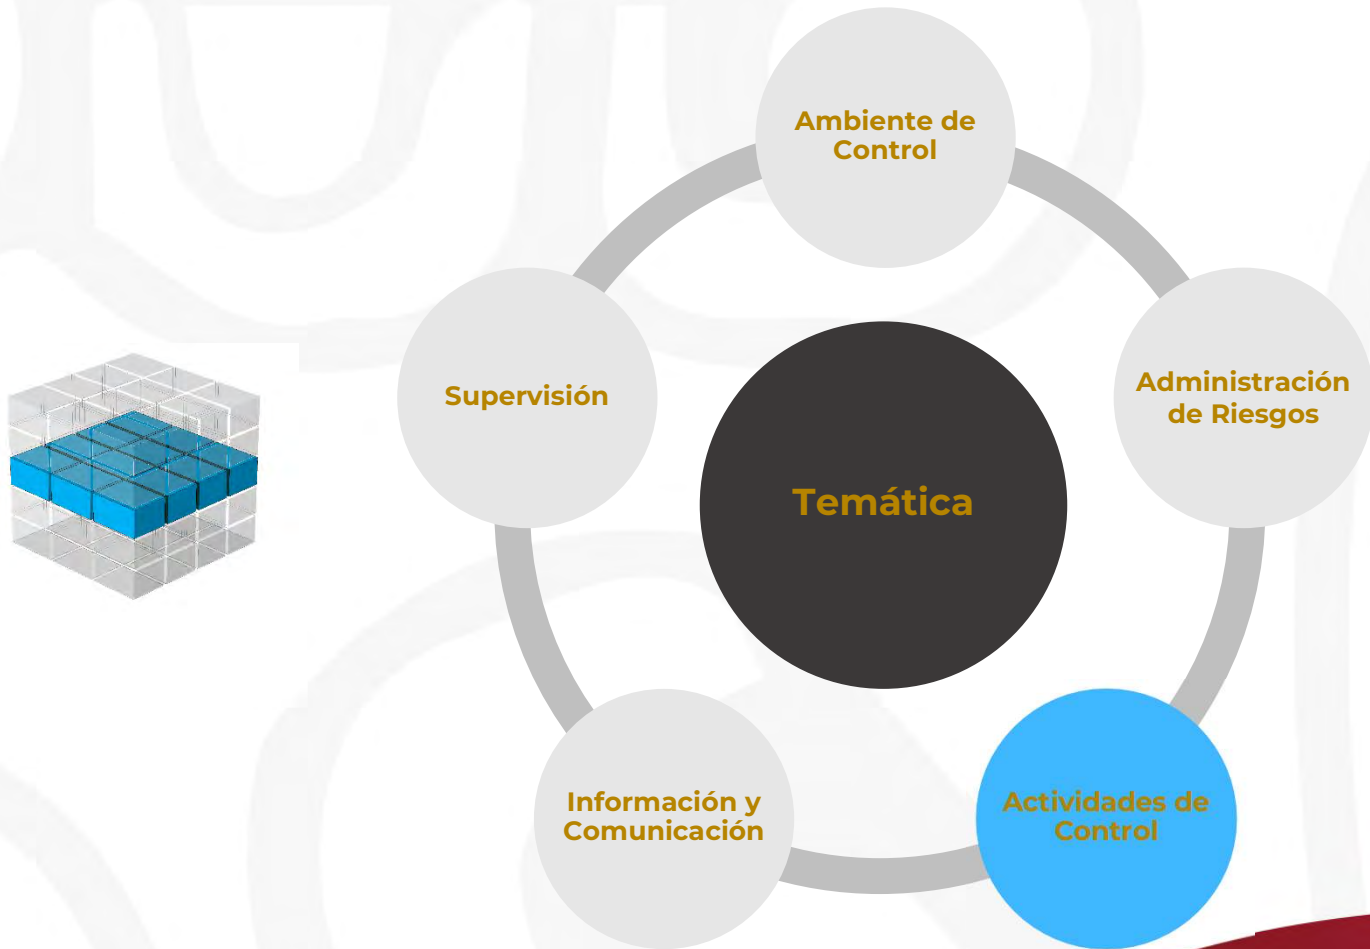 Ambiente de
Control
Administración
de Riesgos
Supervisión
Temática
Información y
Comunicación
Actividades de
Control